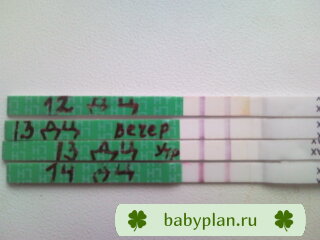 12 ДЦ
13 ДЦ вечер
13 ДЦ утр
14 ДЦ
babyplan.ru